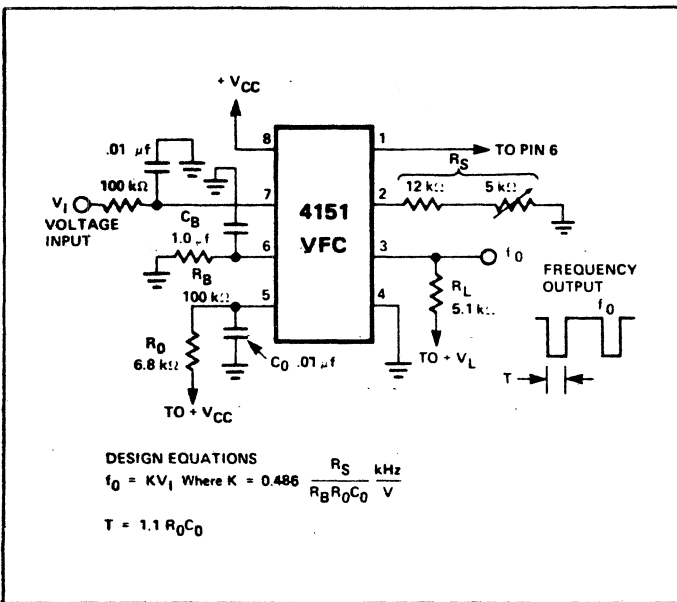 + VCC
8
1
TO PIN 6
.01 µf
RS
100 kΩ
12 kΩ
5 kΩ
VI
7
2
VOLTAGE
INPUT
4151
VFC
CB
1.0 µf
6
3
f0
RB
RL
5.1 k
FREQUENCY
OUTPUT
f0
100 kΩ
5
4
R0
6.8 kΩ
C0 .01 µf
TO + VL
T
TO + VCC
DESIGN EQUATIONS
f0 = KVI Where K = 0.486 RS / RBR0C0 kHz / V
T = 1.1 R0C0